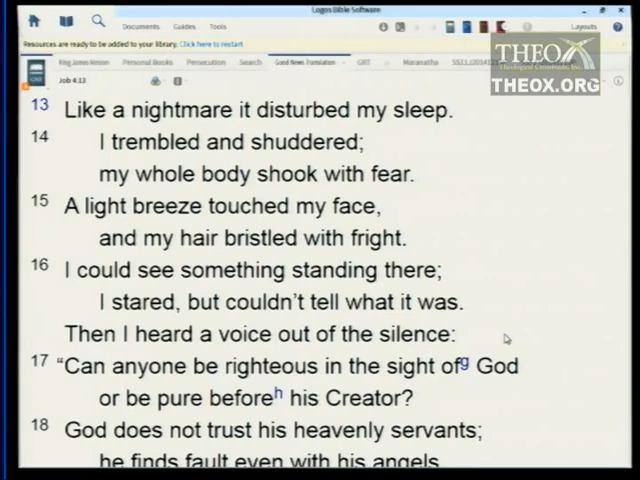 Logos Bible Software
Documents Guides Tools
Layouts
Resources are ready to be added to your library. Click here to restart
King James Version Personal Books Persecution Search Good News Translation GRT Maranatha
Job 4:13
THEOX
THEOX.ORG
13 Like a nightmare it disturbed my sleep.
14 I trembled and shuddered;
my whole body shook with fear.
15 A light breeze touched my face,
and my hair bristled with fright.
16 I could see something standing there;
I stared, but couldn't tell what it was.
Then I heard a voice out of the silence:
17 “Can anyone be righteous in the sight of g God
or be pure before h his Creator?
18 God does not trust his heavenly servants;
he finds fault even with his angels